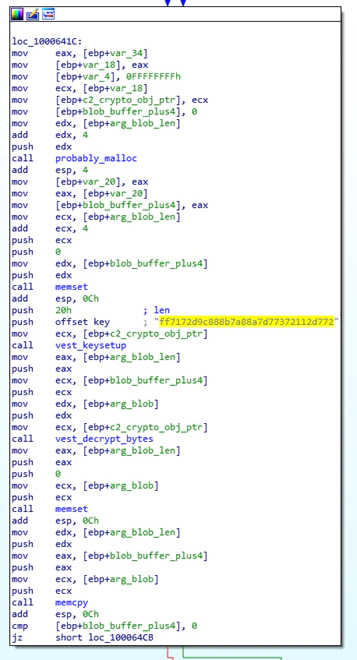 loc_1000641C:
mov eax, [ebp+var_34]
mov [ebp+var_18], eax
mov [ebp+var_4], 0FFFFFFFFh
mov ecx, [ebp+var_18]
mov [ebp+c2_crypto_obj_ptr], ecx
mov [ebp+blob_buffer_plus4], 0
mov edx, [ebp+arg_blob_len]
add edx, 4
push edx
call probably_malloc
add esp, 4
mov [ebp+var_20], eax
mov eax, [ebp+var_20]
mov [ebp+blob_buffer_plus4], eax
mov ecx, [ebp+arg_blob_len]
add ecx, 4
push ecx
push 0
mov edx, [ebp+blob_buffer_plus4]
push edx
call memset
add esp, 0Ch
push 20h ; len
push offset key ; "ff7172d9c888b7a88a7d77372112d772"
mov ecx, [ebp+c2_crypto_obj_ptr]
call vest_keysetup
mov eax, [ebp+arg_blob_len]
push eax
mov ecx, [ebp+blob_buffer_plus4]
push ecx
mov edx, [ebp+arg_blob]
push edx
mov ecx, [ebp+c2_crypto_obj_ptr]
call vest_decrypt_bytes
mov eax, [ebp+arg_blob_len]
push eax
push 0
mov ecx, [ebp+arg_blob]
push ecx
call memset
add esp, 0Ch
mov edx, [ebp+arg_blob_len]
push edx
mov eax, [ebp+blob_buffer_plus4]
push eax
mov ecx, [ebp+arg_blob]
push ecx
call memcpy
add esp, 0Ch
cmp [ebp+blob_buffer_plus4], 0
jz short loc_100064CB